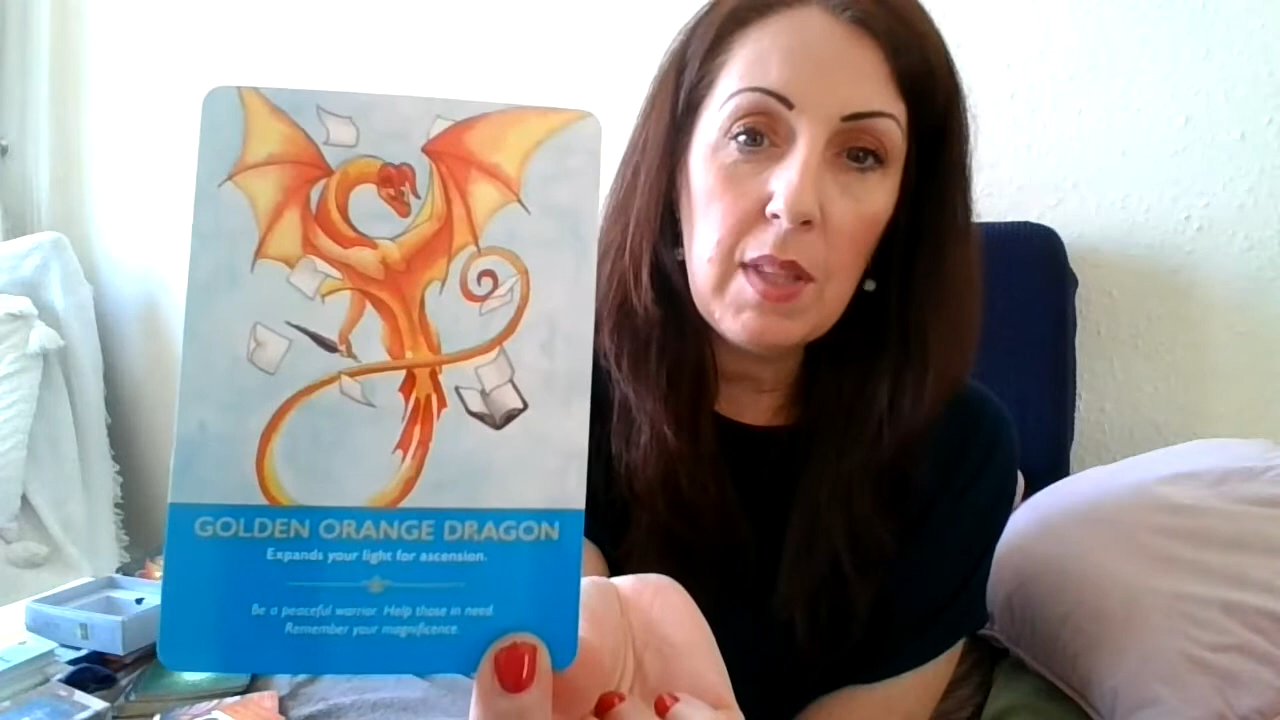 GOLDEN ORANGE DRAGON
Expands your light for ascension.
Be a peaceful warrior. Help those in need.
Remember your magnificence.